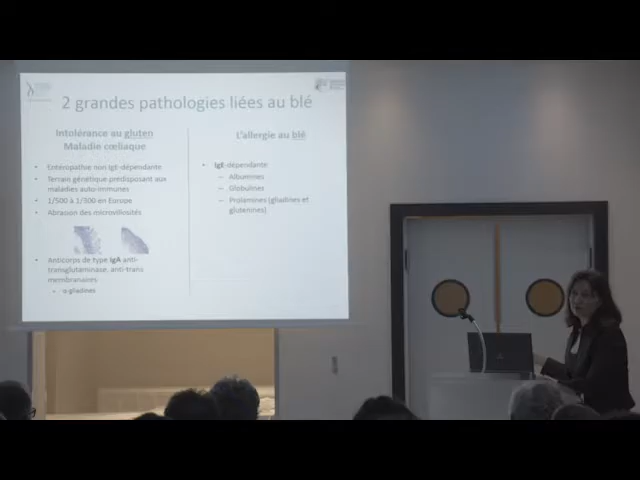 2 grandes pathologies liées au blé
Intolérance au gluten
Maladie cœliaque
• Entéropathie non IgE-dépendante
• Terrain génétique prédisposant aux
maladies auto-immunes
• 1/500 à 1/300 en Europe
• Abrasion des microvillosités
• Anticorps de type IgA anti-
transglutaminase, anti-trans
membranaires
• α-gliadines
L'allergie au blé
• IgE-dépendante
– Albumines
– Globulines
– Prolamines (gliadines et
gluténines)